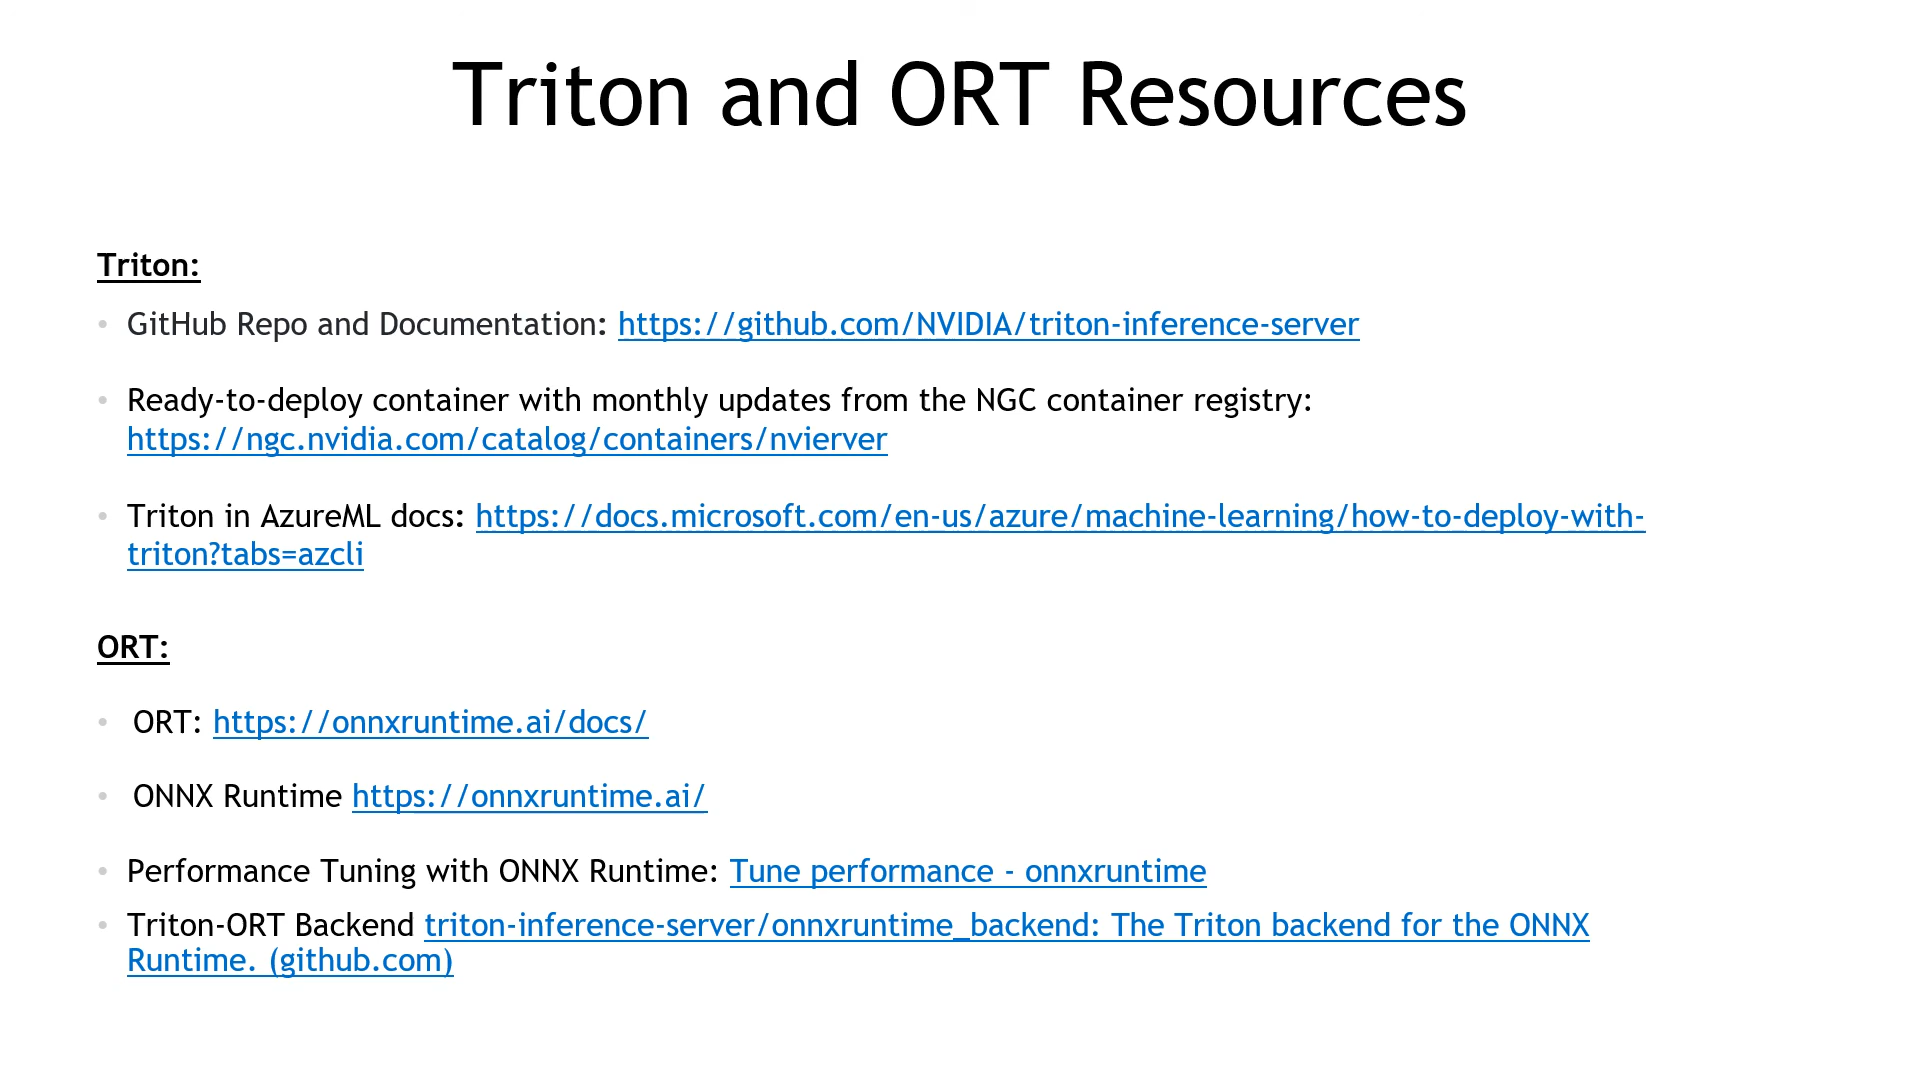 Triton and ORT Resources
Triton:
• GitHub Repo and Documentation: https://github.com/NVIDIA/triton-inference-server
• Ready-to-deploy container with monthly updates from the NGC container registry:
https://ngc.nvidia.com/catalog/containers/nvierver
• Triton in AzureML docs: https://docs.microsoft.com/en-us/azure/machine-learning/how-to-deploy-with-
triton?tabs=azcli
ORT:
• ORT: https://onnxruntime.ai/docs/
• ONNX Runtime https://onnxruntime.ai/
• Performance Tuning with ONNX Runtime: Tune performance - onnxruntime
• Triton-ORT Backend triton-inference-server/onnxruntime_backend: The Triton backend for the ONNX
Runtime. (github.com)